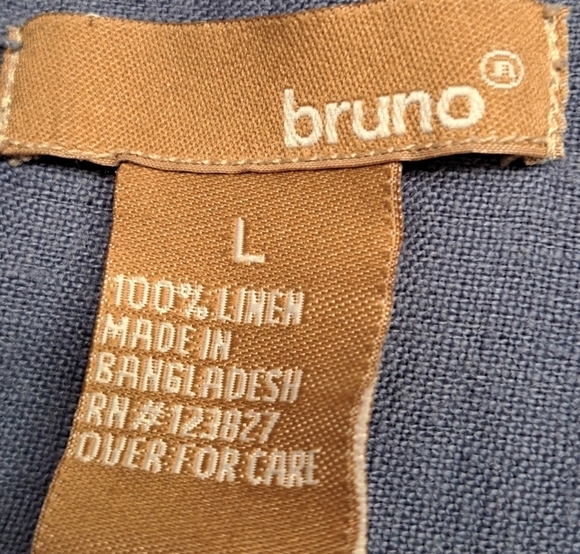 bruno®
L
100% LINEN
MADE IN
BANGLADESH
RN # 123827
OVER FOR CARE